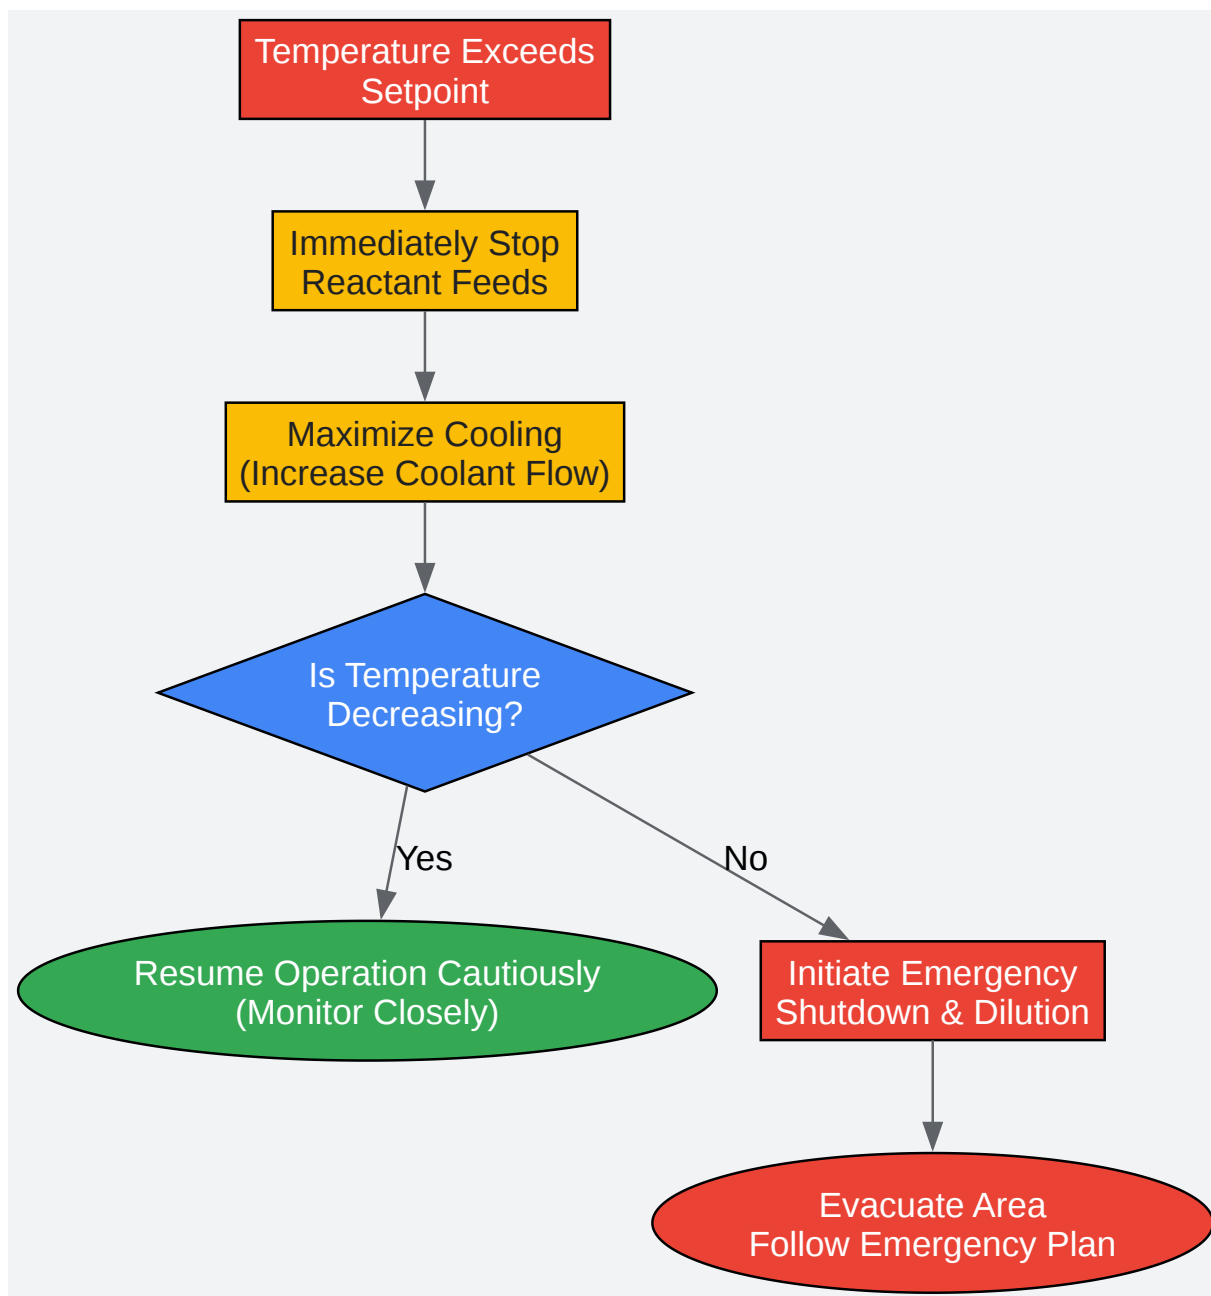 Temperature Exceeds
Setpoint
Immediately Stop
Reactant Feeds
Maximize Cooling
(Increase Coolant Flow)
Is Temperature
Decreasing?
Yes
No
Resume Operation Cautiously
(Monitor Closely)
Initiate Emergency
Shutdown & Dilution
Evacuate Area
Follow Emergency Plan